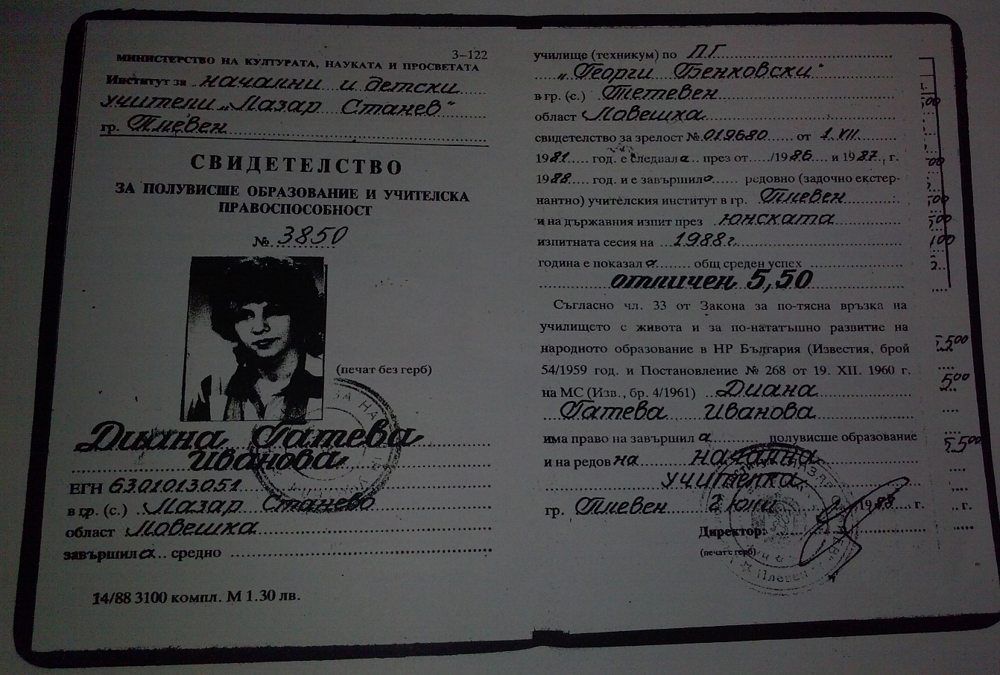 З–122
МИНИСТЕРСТВО НА КУЛТУРАТА, НАУКАТА И ПРОСВЕТАТА
Институт за начални и детски
учители „Лазар Станев“
гр. Плевен
СВИДЕТЕЛСТВО
ЗА ПОЛУВИСШЕ ОБРАЗОВАНИЕ И УЧИТЕЛСКА
ПРАВОСПОСОБНОСТ
№ 3850
(печат без герб)
Диана Гатева
Иванова
ЕГН 6301013051
в гр. (с.) Лазар Станево
област Ловешка
завършила средно
14/88 3100 компл. М 1.30 лв.
училище (техникум) по ПГ
„Георги Бенковски“
в гр. (с.) Тетевен
област Ловешка
свидетелство за зрелост № 019680 от 1.VII.
1981 год. е следвала през от /1986 и 1987, г.
1988 год. и е завършила редовно (задочно екстер-
нантно) учителския институт в гр. Плевен
и на държавния изпит през юнската
изпитната сесия на 1988 г.
година е показала общ среден успех
отличен 5,50
Съгласно чл. 33 от Закона за по-тясна връзка на
училището с живота и за по-нататъшно развитие на
народното образование в НР България (Известия, брой
54/1959 год. и Постановление № 268 от 19. XII. 1960 г.
на МС (Изв., бр. 4/1961) Диана
Гатева Иванова
има право на завършила полувисше образование
и на редовна начална
учителка
гр. Плевен 2 юли 1988 г.
Директор:
(печат с герб)
Плевен